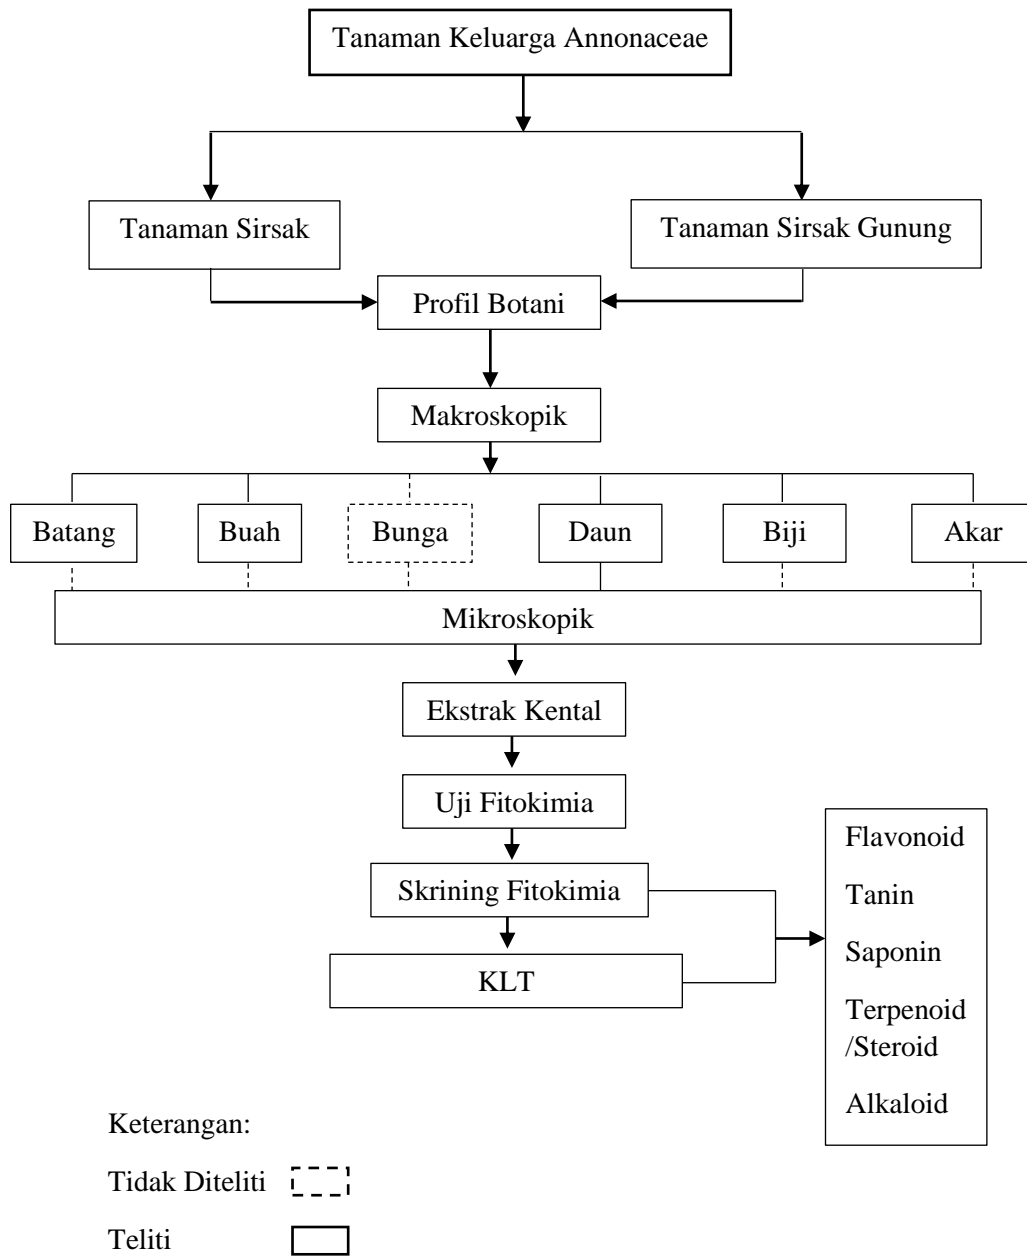 Tanaman Keluarga Annonaceae
Tanaman Sirsak
Tanaman Sirsak Gunung
Profil Botani
Makroskopik
Batang
Buah
Bunga
Daun
Biji
Akar
Mikroskopik
Ekstrak Kental
Uji Fitokimia
Skrining Fitokimia
KLT
Flavonoid
Tanin
Saponin
Terpenoid
/Steroid
Alkaloid
Keterangan:
Tidak Diteliti
Teliti